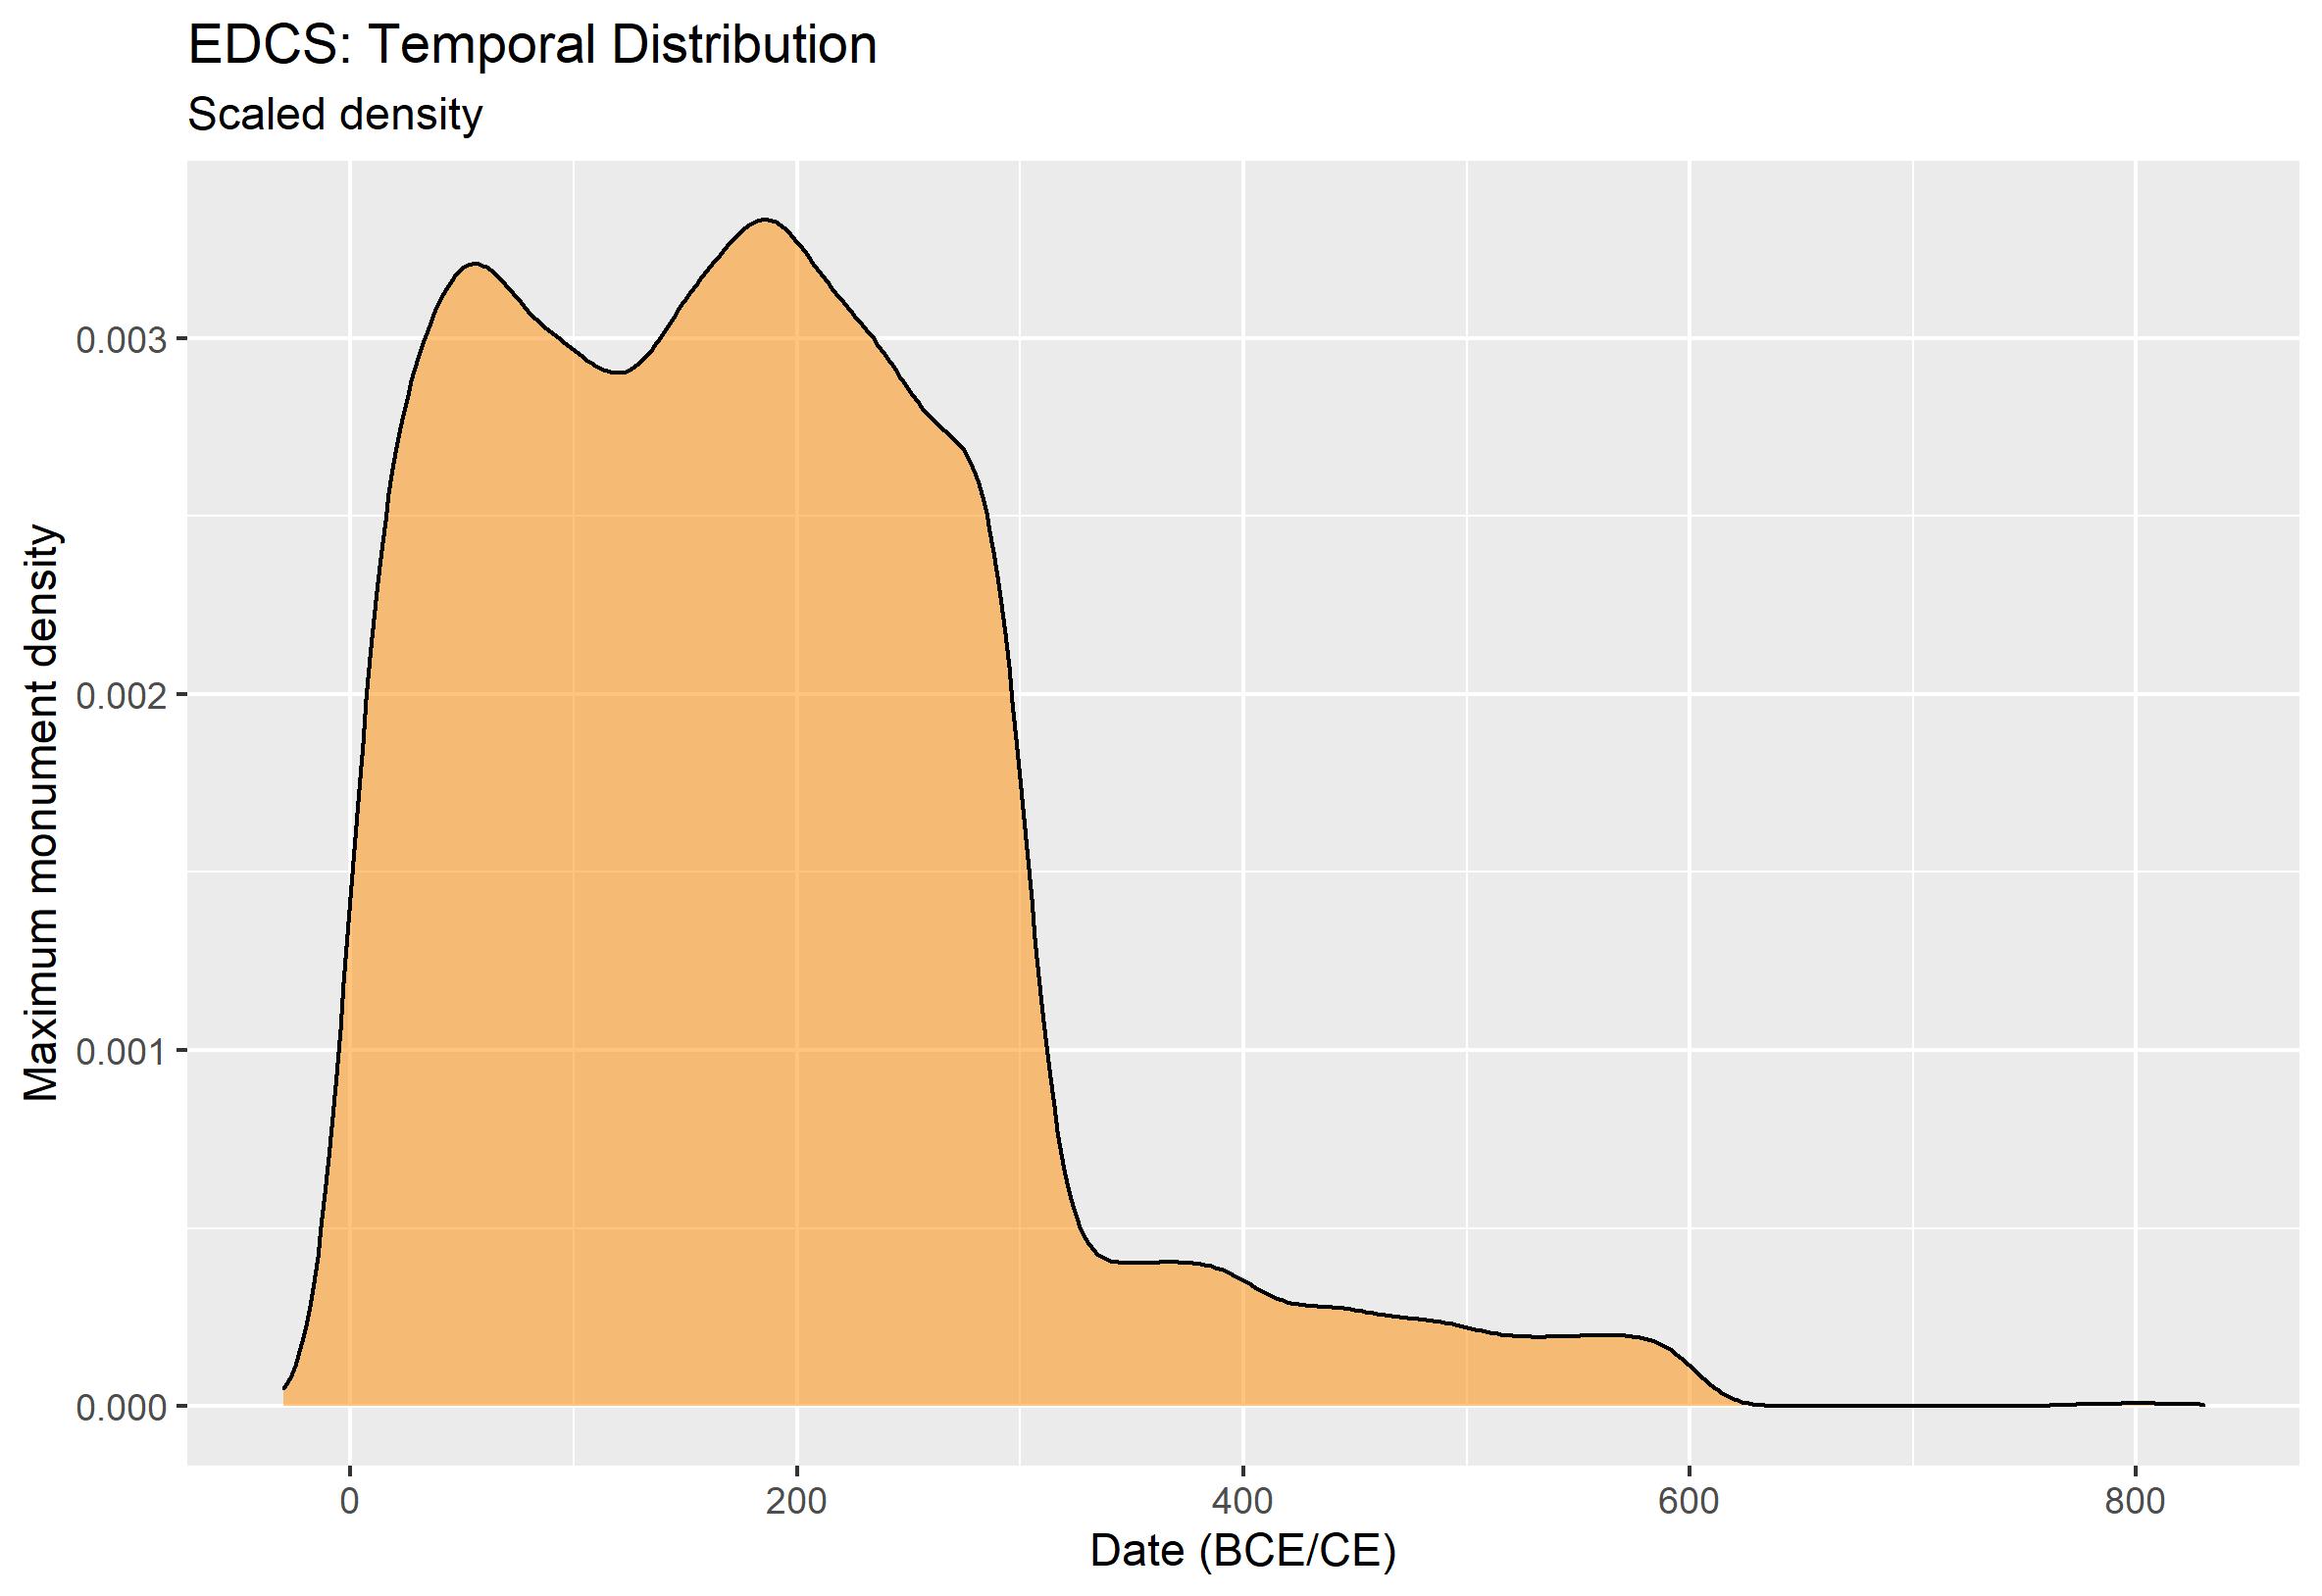 EDCS: Temporal Distribution
Scaled density
Maximum monument density
0.003
0.002
0.001
0.000
0 200 400 600 800
Date (BCE/CE)